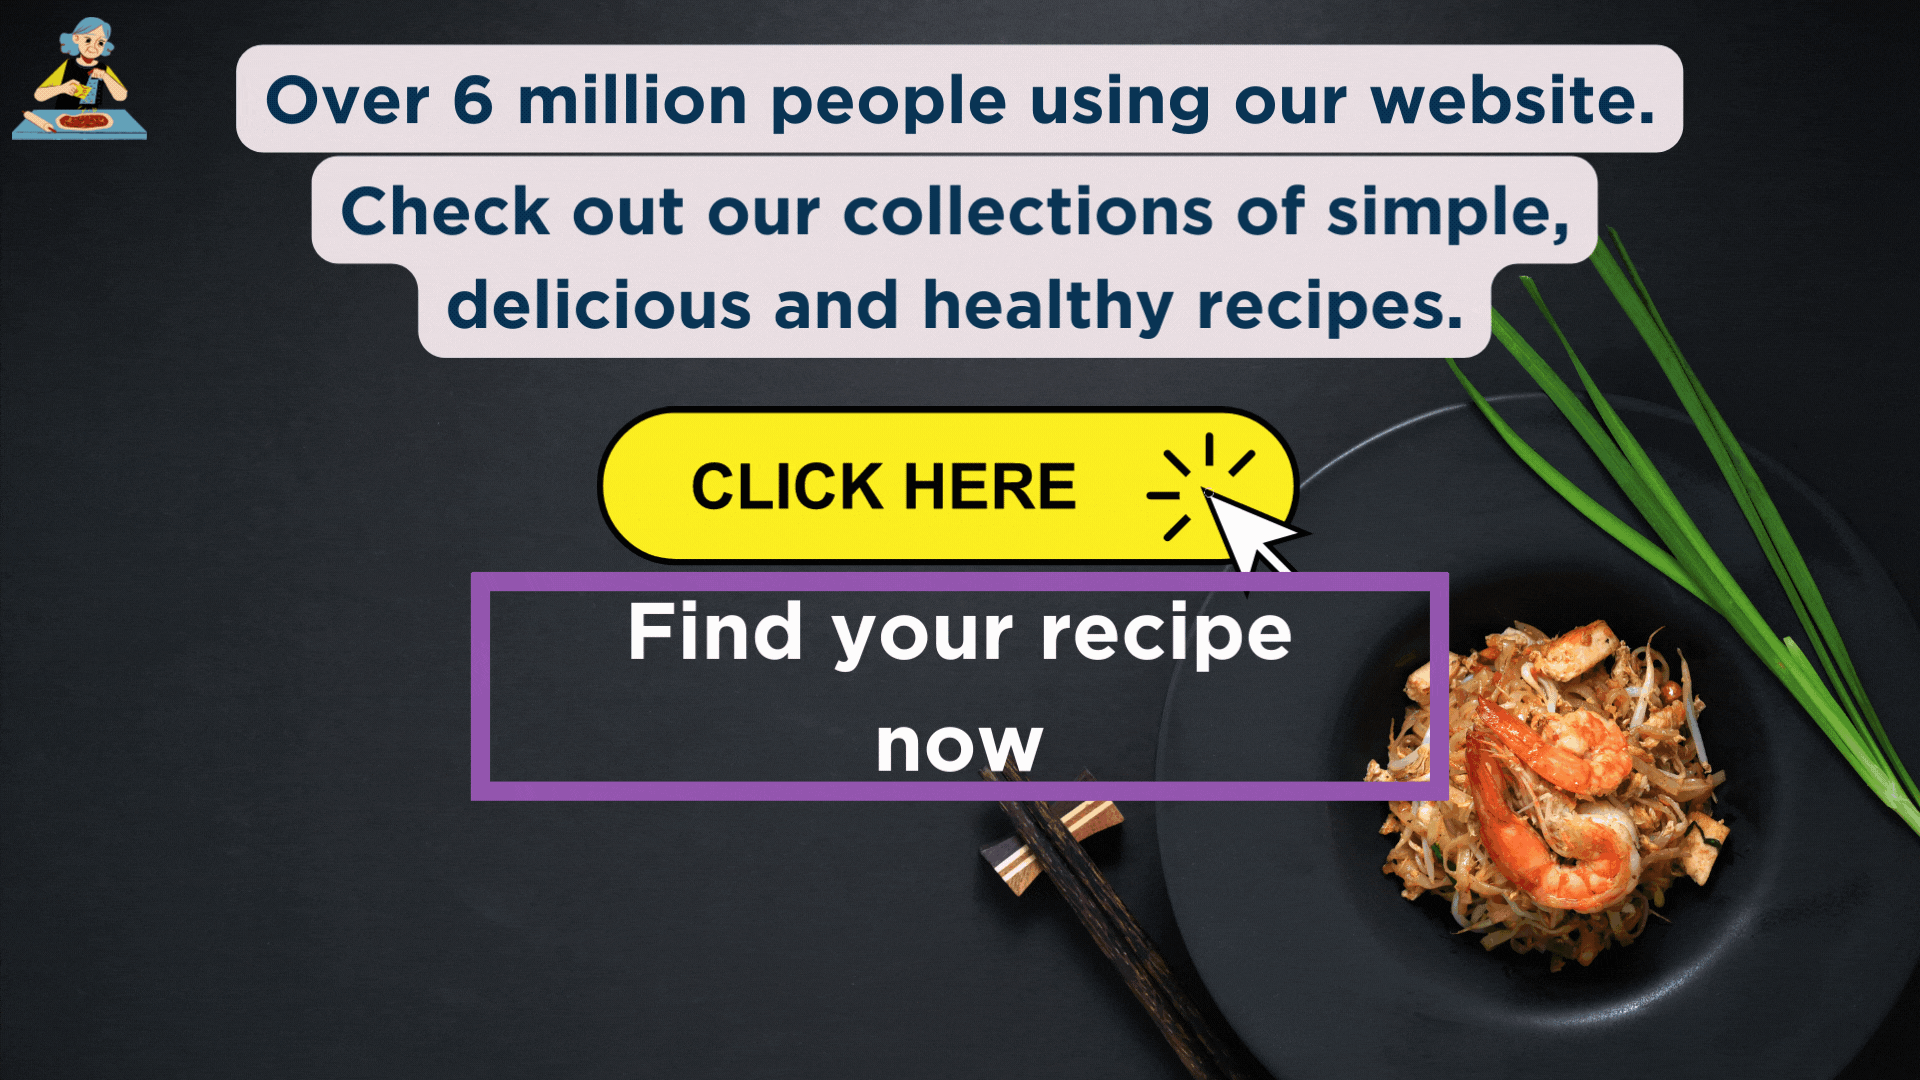 Over 6 million people using our website.
Check out our collections of simple,
delicious and healthy recipes.
CLICK HERE
Find your recipe
now